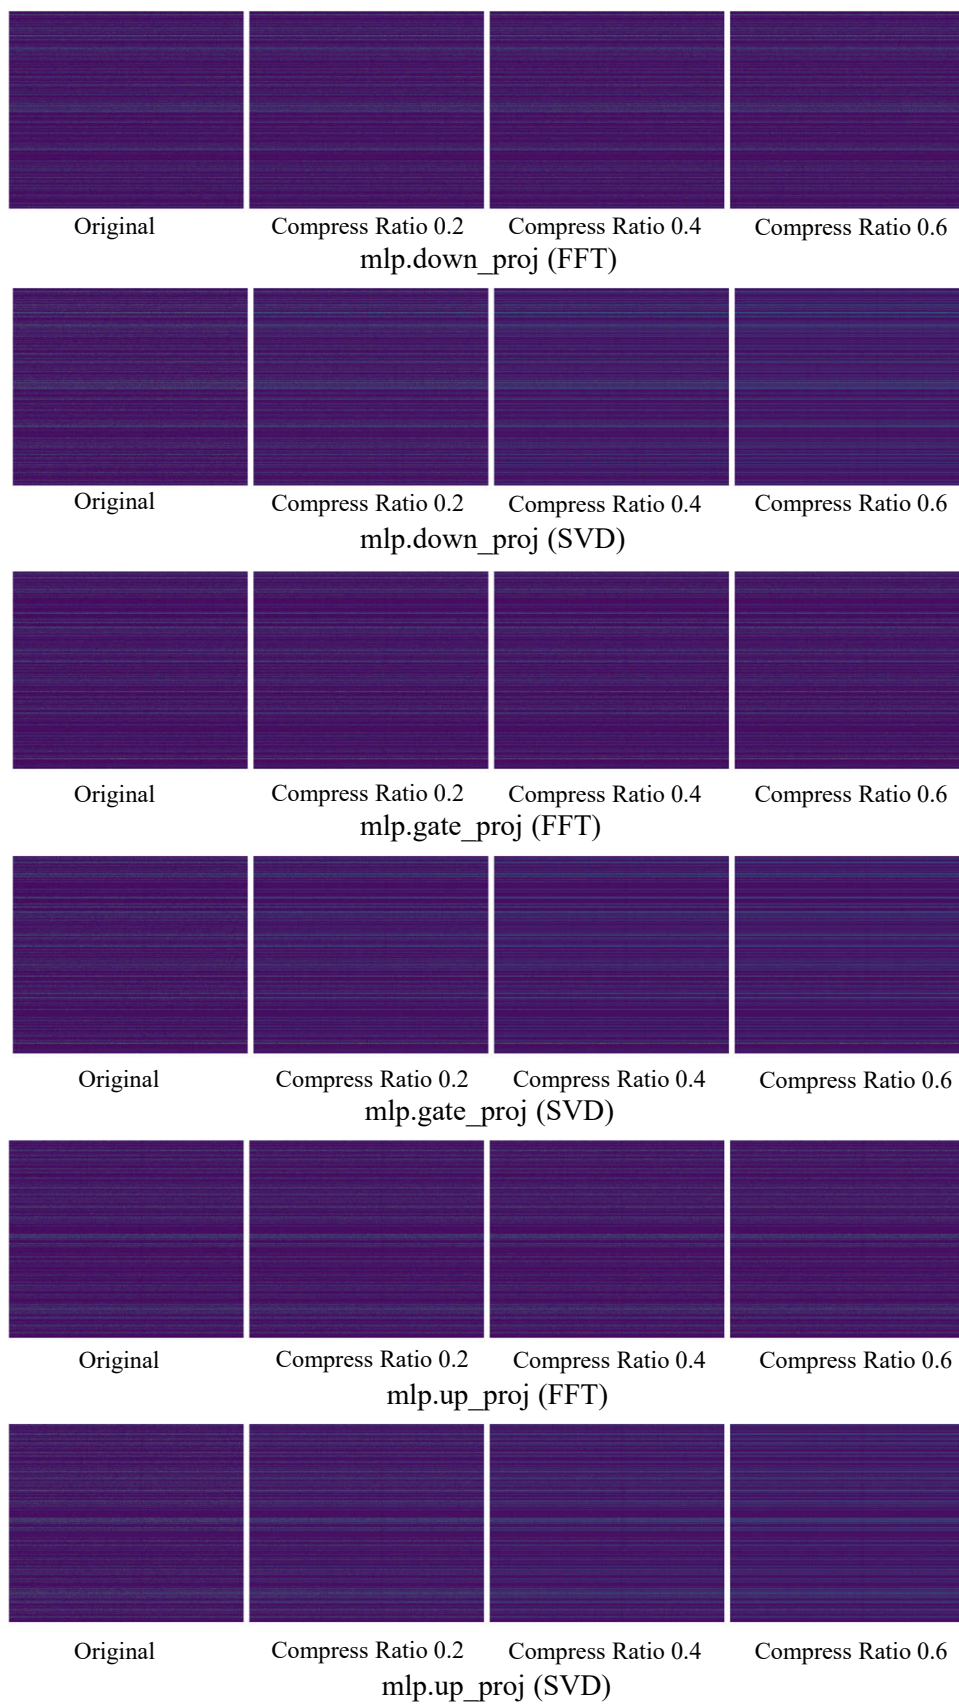 Original Compress Ratio 0.2 Compress Ratio 0.4 Compress Ratio 0.6
mlp.down_proj (FFT)
Original Compress Ratio 0.2 Compress Ratio 0.4 Compress Ratio 0.6
mlp.down_proj (SVD)
Original Compress Ratio 0.2 Compress Ratio 0.4 Compress Ratio 0.6
mlp.gate_proj (FFT)
Original Compress Ratio 0.2 Compress Ratio 0.4 Compress Ratio 0.6
mlp.gate_proj (SVD)
Original Compress Ratio 0.2 Compress Ratio 0.4 Compress Ratio 0.6
mlp.up_proj (FFT)
Original Compress Ratio 0.2 Compress Ratio 0.4 Compress Ratio 0.6
mlp.up_proj (SVD)